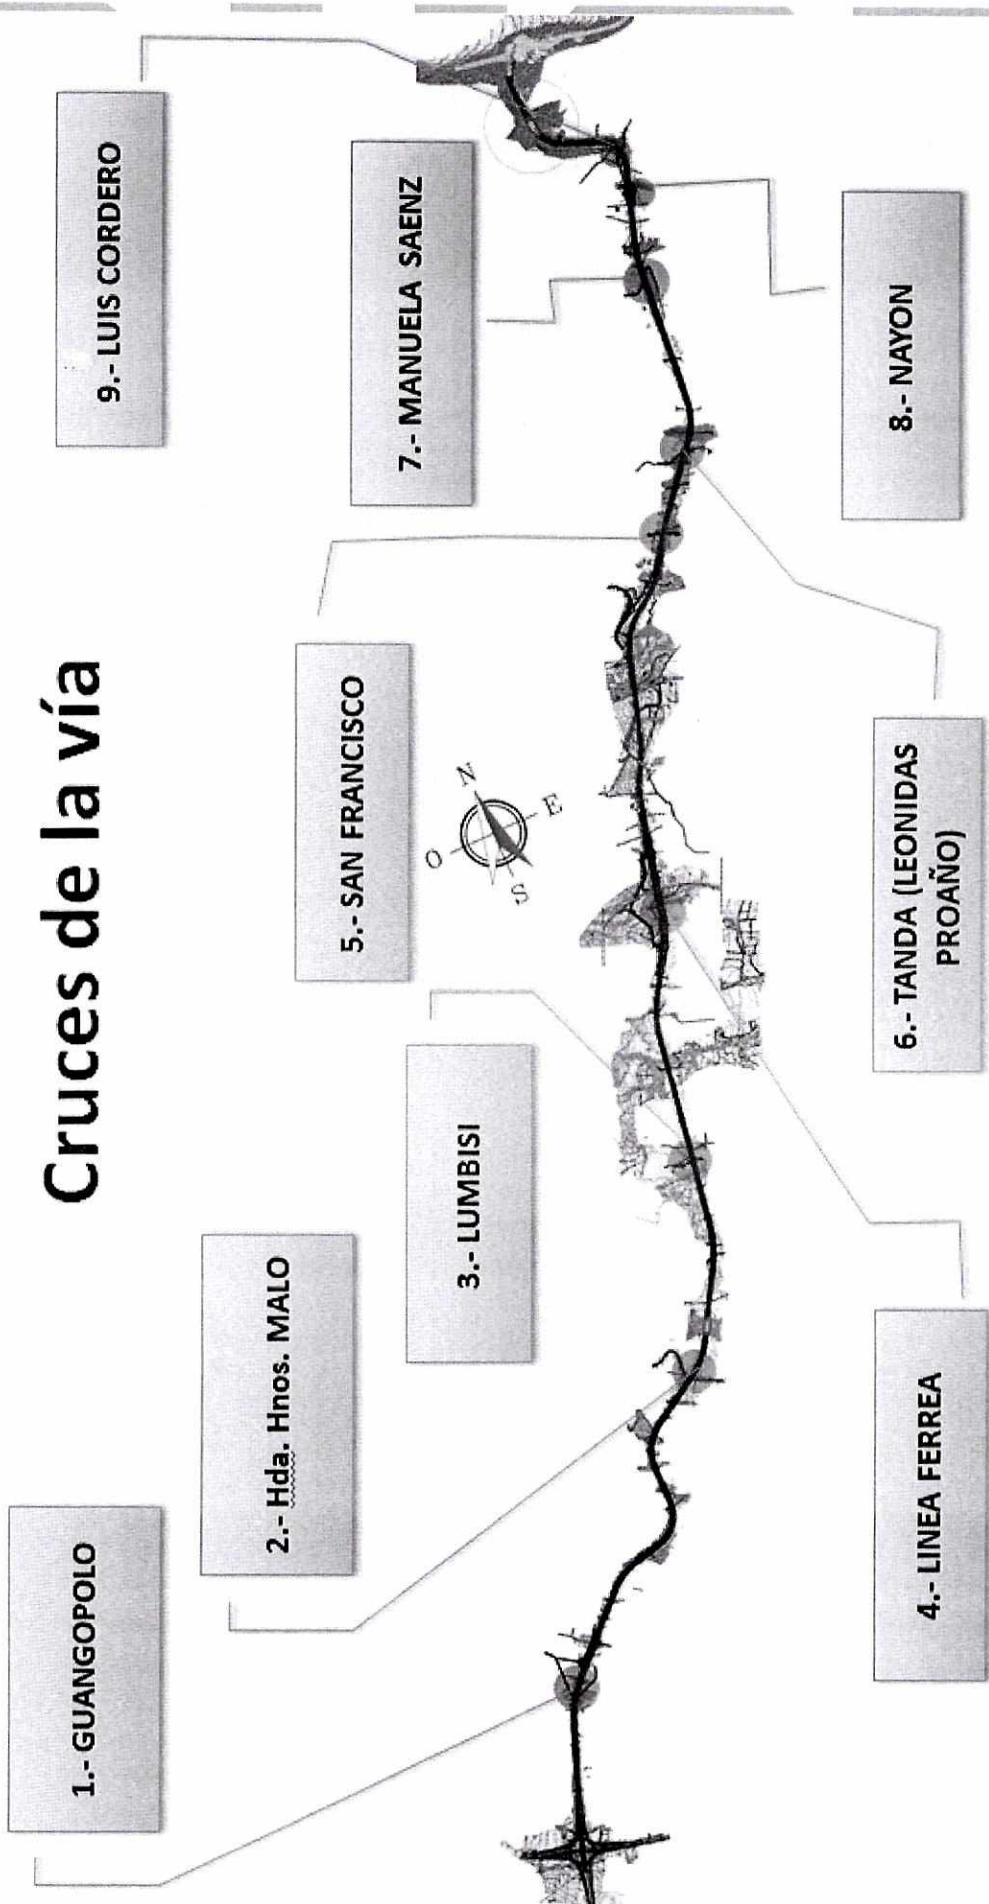 Cruces de la vía
1.- GUANGOPOLO
2.- Hda. Hnos. MALO
3.- LUMBISI
4.- LINEA FERREA
5.- SAN FRANCISCO
6.- TANDA (LEONIDAS
PROAÑO)
7.- MANUELA SAENZ
8.- NAYON
9.- LUIS CORDERO
N
E
S
O